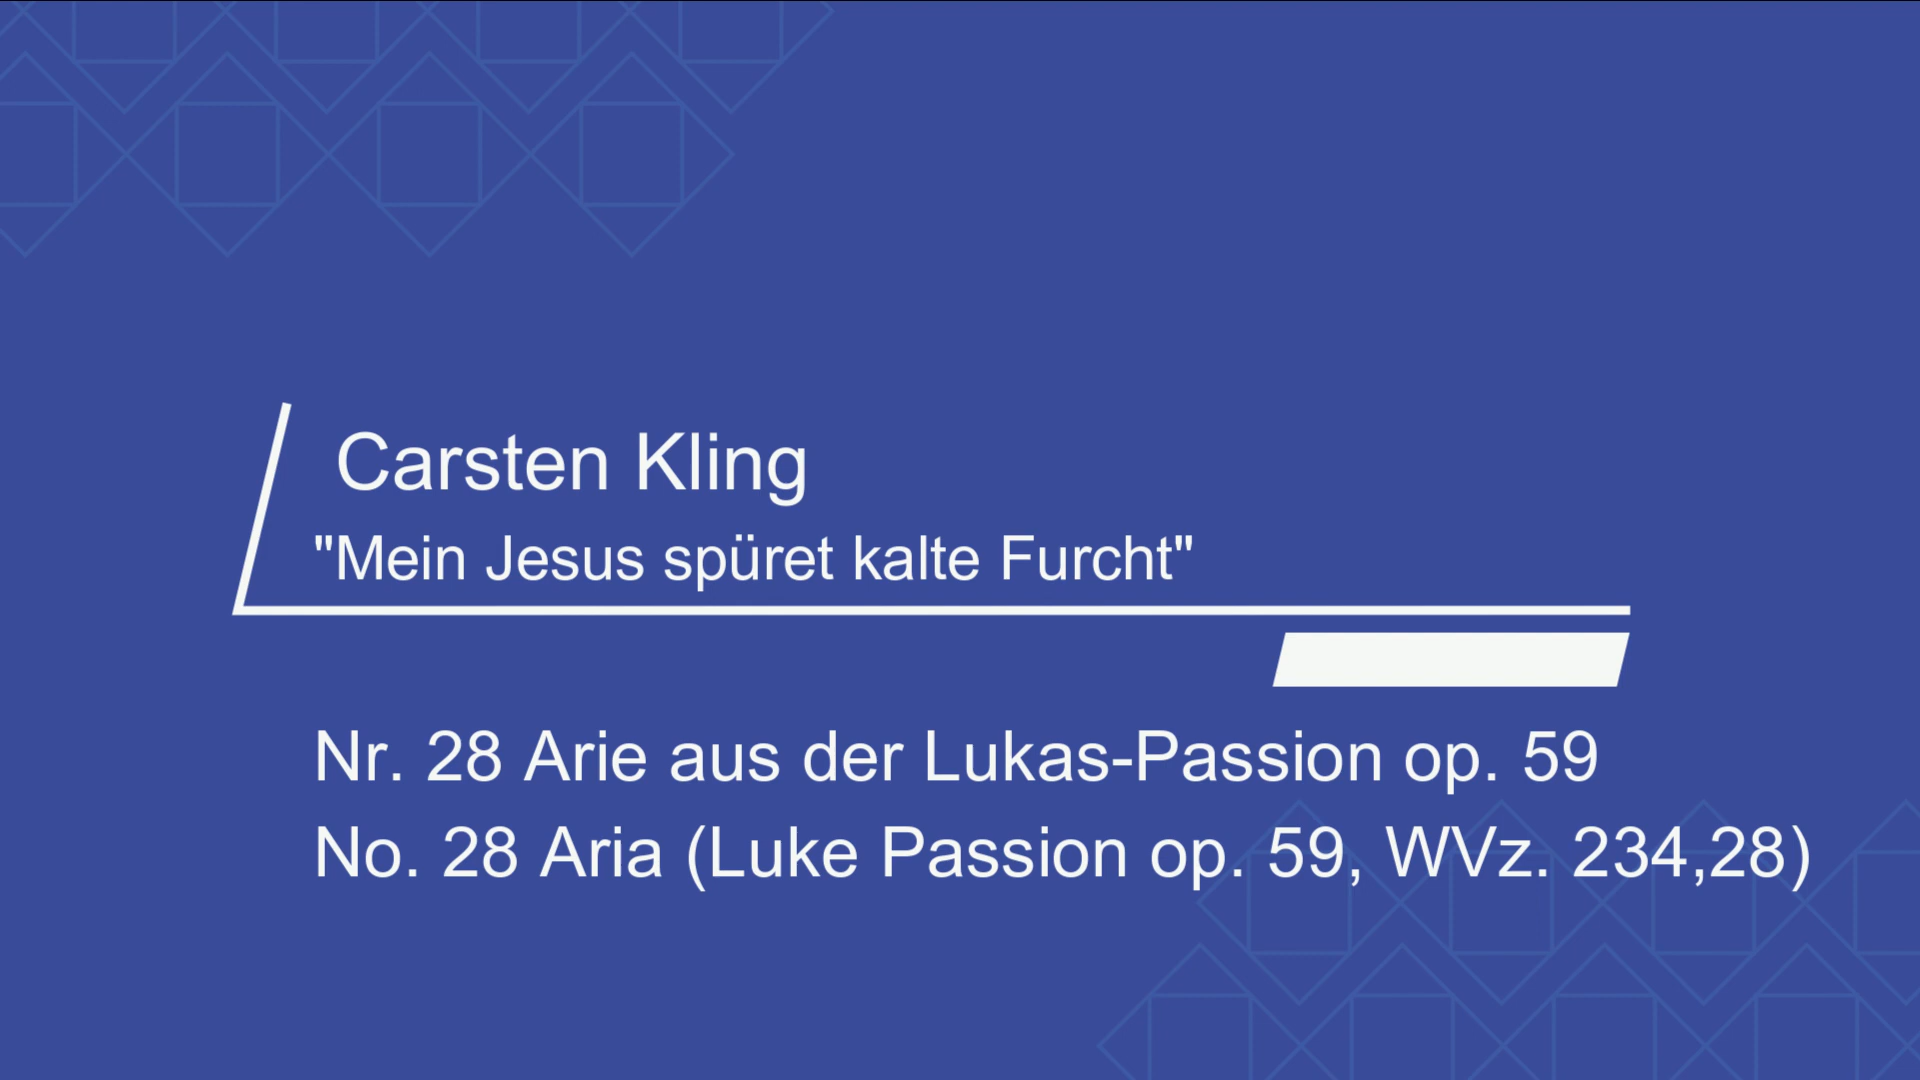 Carsten Kling
"Mein Jesus spüret kalte Furcht"
Nr. 28 Arie aus der Lukas-Passion op. 59
No. 28 Aria (Luke Passion op. 59, WVz. 234,28)